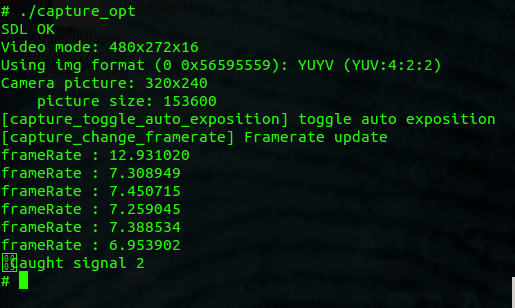 # ./capture_opt
SDL OK
Video mode: 480x272x16
Using img format (0 0x56595559): YUYV (YUV:4:2:2)
Camera picture: 320x240
    picture size: 153600
[capture_toggle_auto_exposition] toggle auto exposition
[capture_change_framerate] Framerate update
frameRate : 12.931020
frameRate : 7.308949
frameRate : 7.450715
frameRate : 7.259045
frameRate : 7.388534
frameRate : 6.953902
Caught signal 2
#